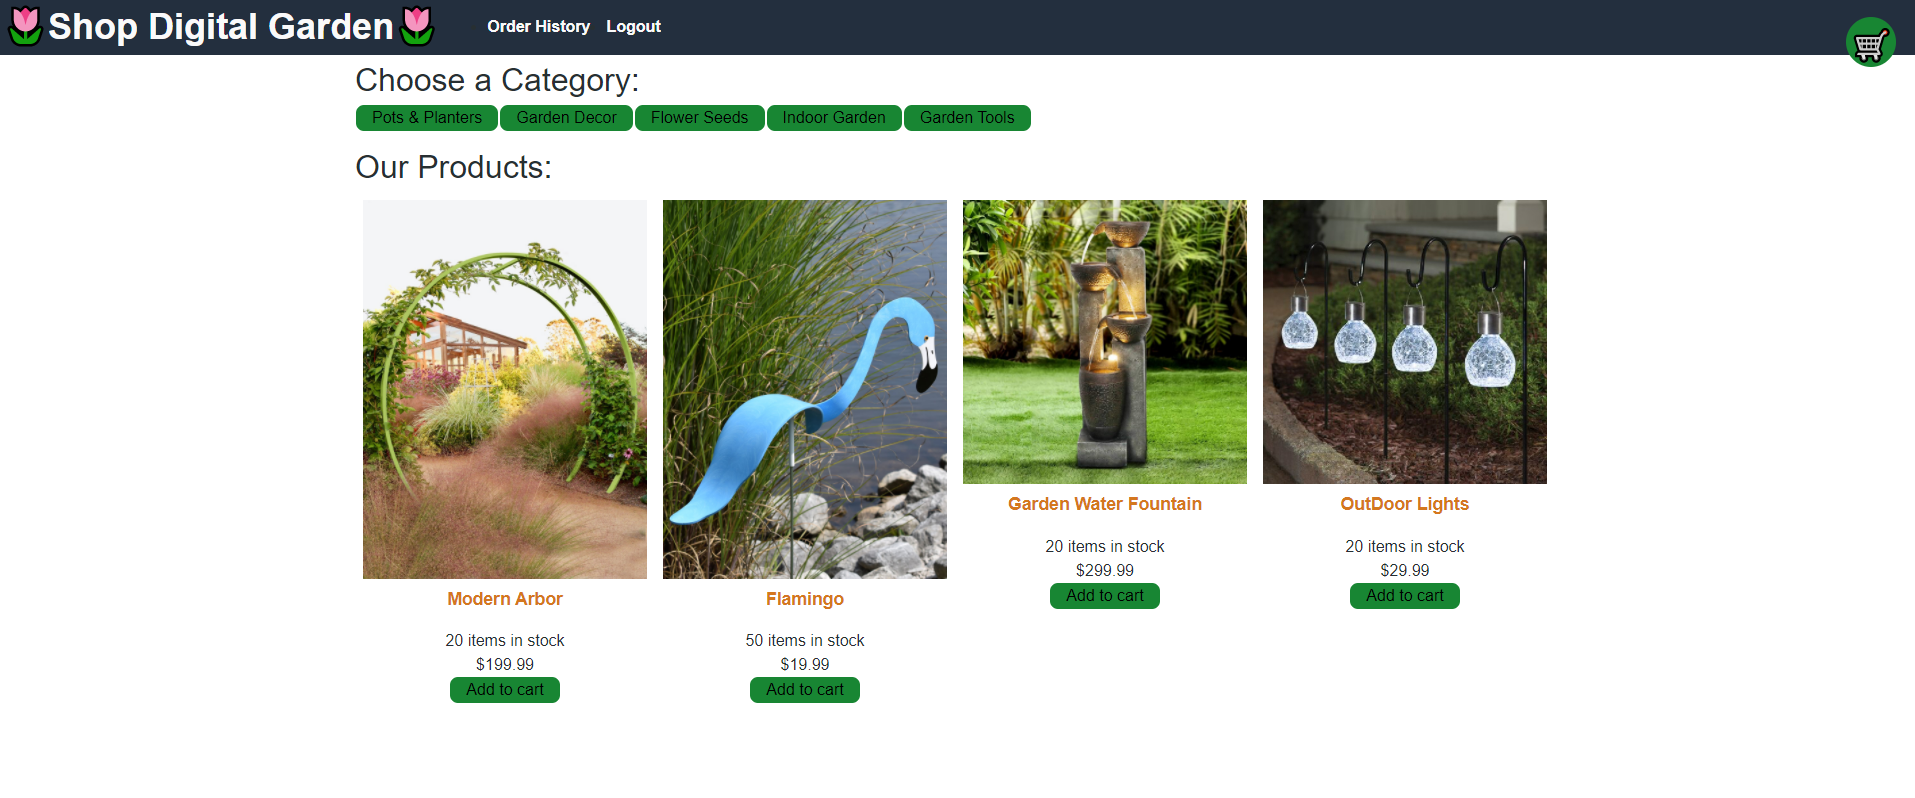 Shop Digital Garden
Order History Logout
Choose a Category:
Pots & Planters Garden Decor Flower Seeds Indoor Garden Garden Tools
Our Products:
Modern Arbor
20 items in stock
$199.99
Add to cart
Flamingo
50 items in stock
$19.99
Add to cart
Garden Water Fountain
20 items in stock
$299.99
Add to cart
OutDoor Lights
20 items in stock
$29.99
Add to cart